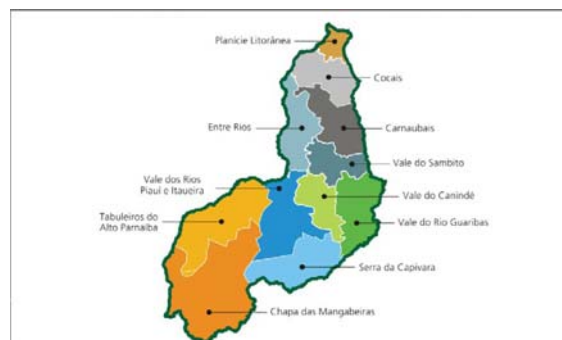 Planície Litorânea
Cocais
Entre Rios
Carnaubais
Vale do Sambito
Vale dos Rios
Piauí e Itaueira
Vale do Canindé
Tabuleiros do
Alto Parnaíba
Vale do Rio Guaribas
Serra da Capivara
Chapa das Mangabeiras